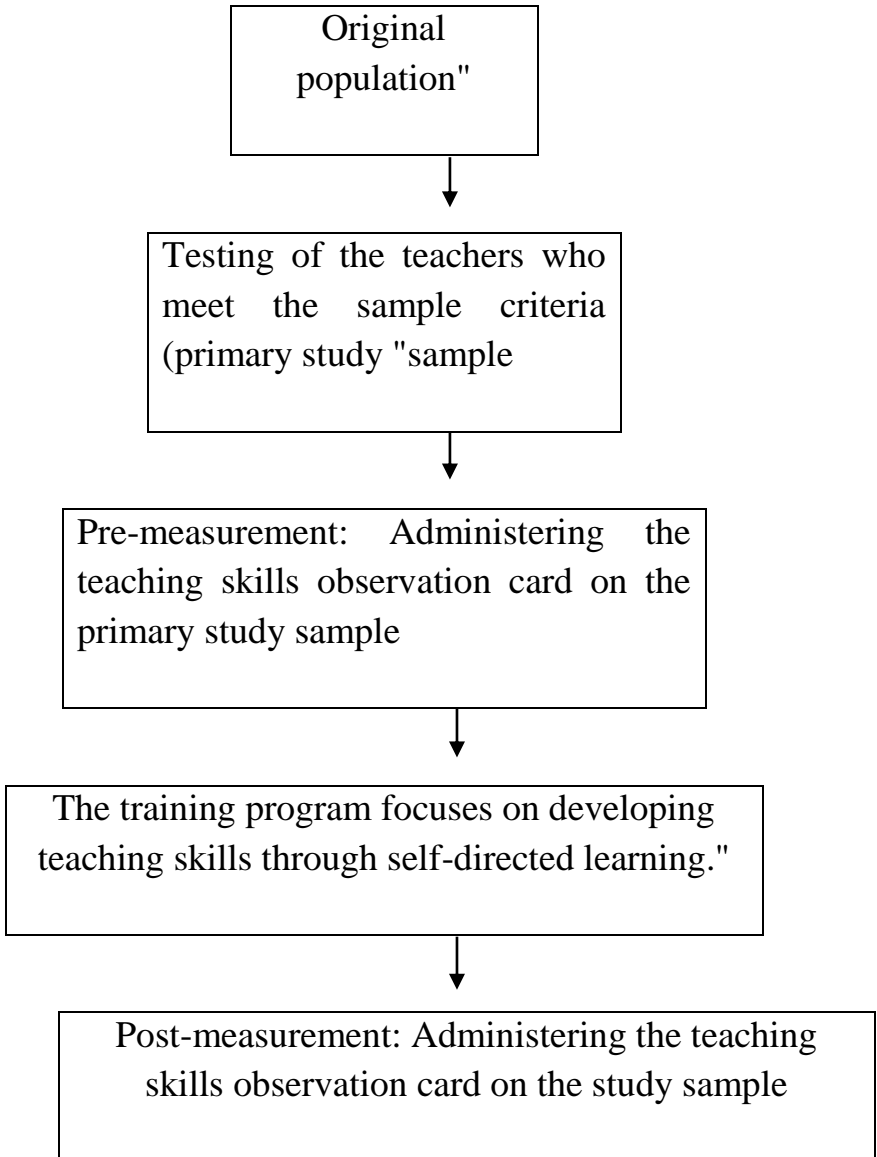 Original
population"
Testing of the teachers who
meet the sample criteria
(primary study "sample
Pre-measurement: Administering the
teaching skills observation card on the
primary study sample
The training program focuses on developing
teaching skills through self-directed learning."
Post-measurement: Administering the teaching
skills observation card on the study sample